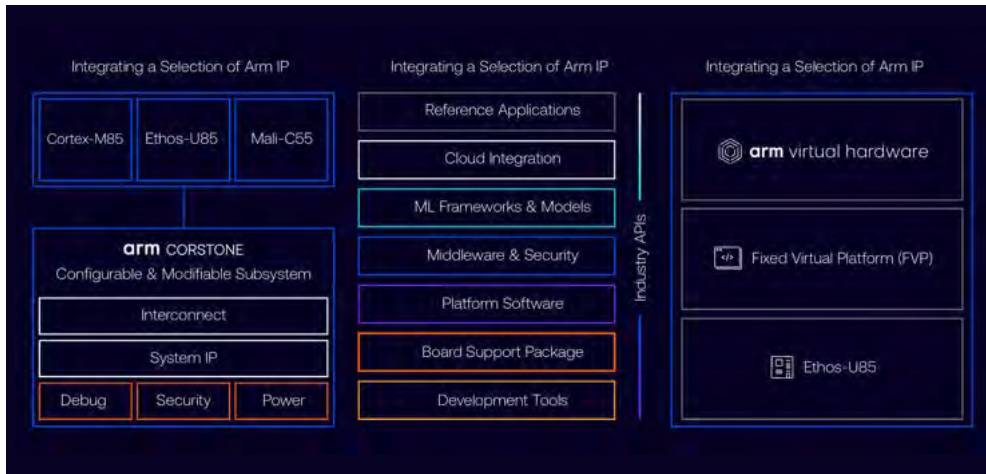 Integrating a Selection of Arm IP
Cortex-M85
Ethos-U85
Mali-C55
arm CORSTONE
Configurable & Modifiable Subsystem
Interconnect
System IP
Debug
Security
Power
Integrating a Selection of Arm IP
Reference Applications
Cloud Integration
ML Frameworks & Models
Middleware & Security
Platform Software
Board Support Package
Development Tools
Industry APIs
Integrating a Selection of Arm IP
arm virtual hardware
</>
Fixed Virtual Platform (FVP)
Ethos-U85